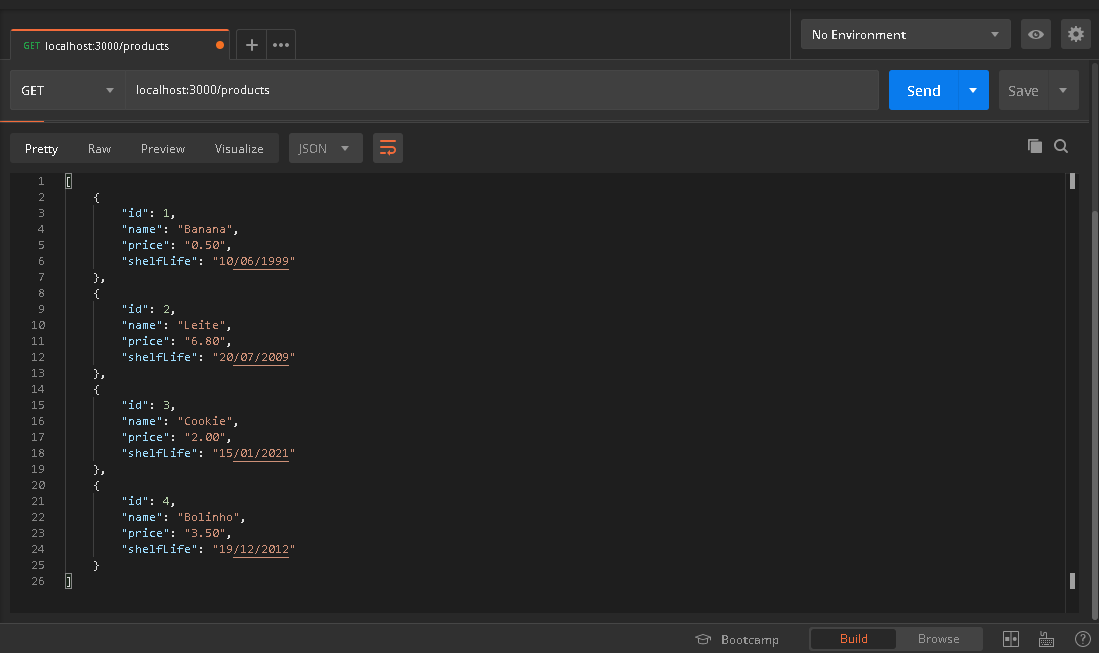 GET localhost:3000/products
No Environment
GET localhost:3000/products Send Save
Pretty Raw Preview Visualize JSON
1 [
2 {
3 "id": 1,
4 "name": "Banana",
5 "price": "0.50",
6 "shelfLife": "10/06/1999"
7 },
8 {
9 "id": 2,
10 "name": "Leite",
11 "price": "6.80",
12 "shelfLife": "20/07/2009"
13 },
14 {
15 "id": 3,
16 "name": "Cookie",
17 "price": "2.00",
18 "shelfLife": "15/01/2021"
19 },
20 {
21 "id": 4,
22 "name": "Bolinho",
23 "price": "3.50",
24 "shelfLife": "19/12/2012"
25 }
26 ]
Bootcamp Build Browse